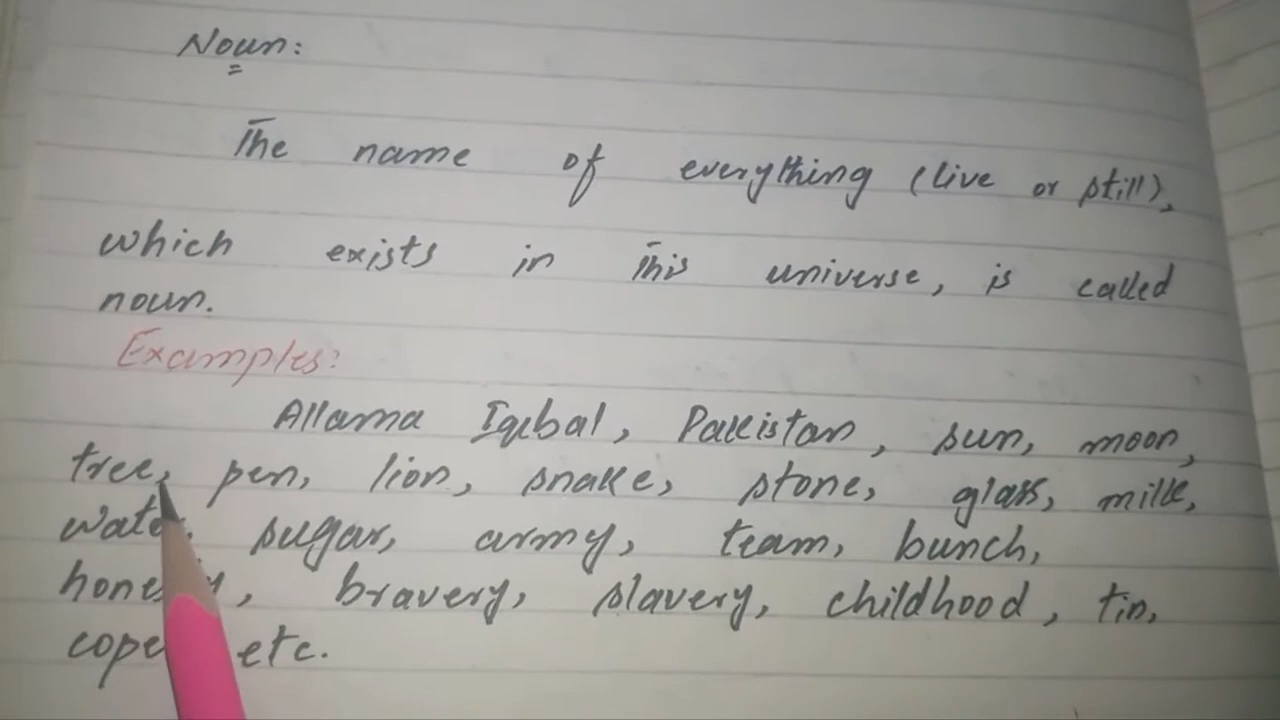 Noun:
The name of everything (live or still),
which exists in this universe, is called
noun.
Examples:
Allama Iqbal, Pakistan, sun, moon,
tree, pen, lion, snake, stone, glass, milk,
sugar, army, team, bunch,
bravery, slavery, childhood, tin,
etc.